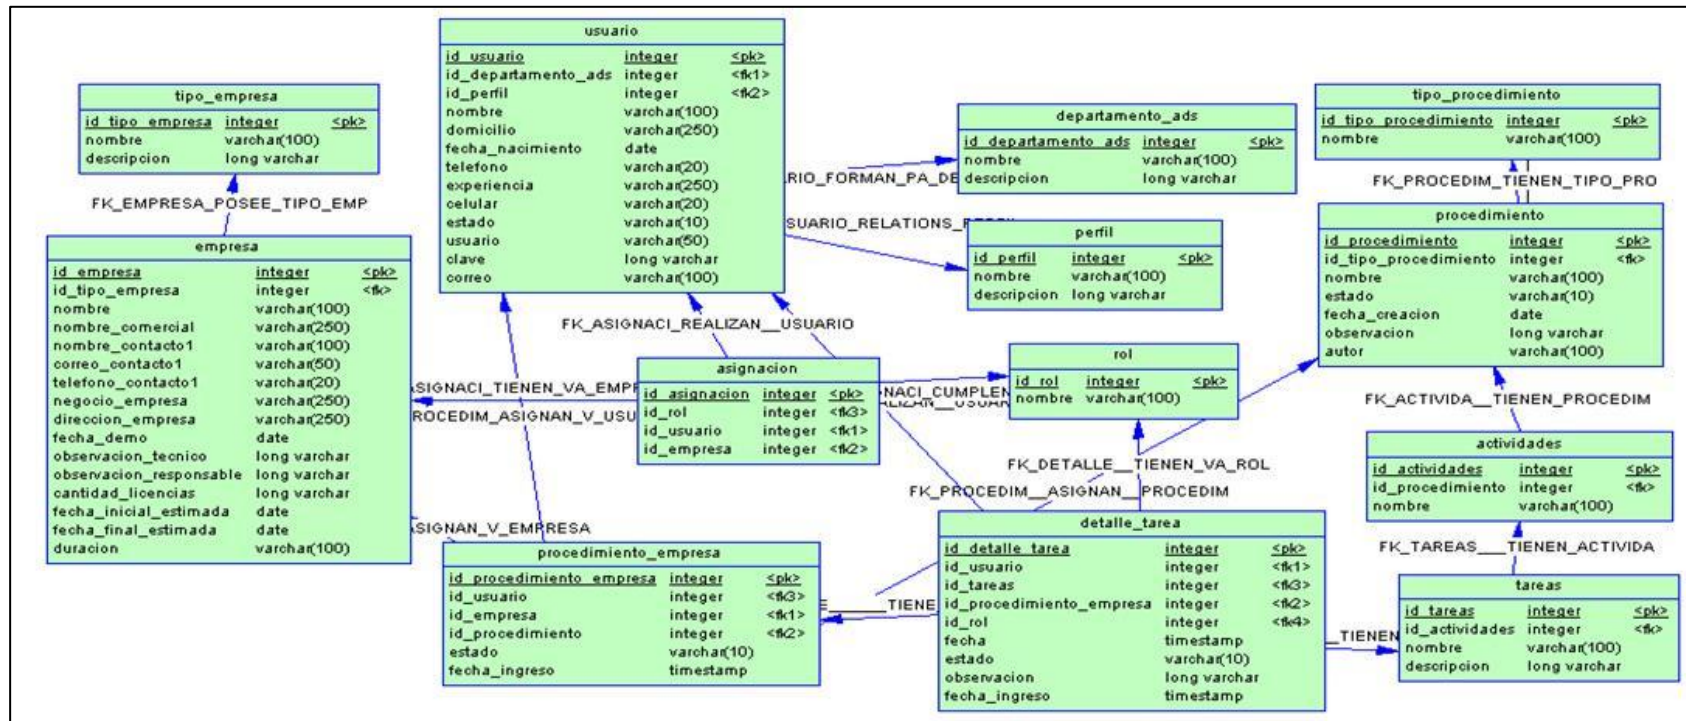 usuario
id_usuario integer <pk>
id_departamento_ads integer <fk1>
id_perfil integer <fk2>
nombre varchar(100)
domicilio varchar(250)
fecha_nacimiento date
telefono varchar(20)
experiencia varchar(250)
celular varchar(20)
estado varchar(10)
usuario varchar(50)
clave long varchar
correo varchar(100)
tipo_empresa
id_tipo_empresa integer <pk>
nombre varchar(100)
descripcion long varchar
FK_EMPRESA_POSEE_TIPO_EMP
empresa
id_empresa integer <pk>
id_tipo_empresa integer <fk>
nombre varchar(100)
nombre_comercial varchar(250)
nombre_contacto1 varchar(100)
correo_contacto1 varchar(50)
telefono_contacto1 varchar(20)
negocio_empresa varchar(250)
direccion_empresa varchar(250)
fecha_demo date
observacion_tecnico long varchar
observacion_responsable long varchar
cantidad_licencias long varchar
fecha_inicial_estimada date
fecha_final_estimada date
duracion varchar(100)
departamento_ads
id_departamento_ads integer <pk>
nombre varchar(100)
descripcion long varchar
ARIO_FORMAN_PA_DE
SUARIO_RELATIONS_
perfil
id_perfil integer <pk>
nombre varchar(100)
descripcion long varchar
tipo_procedimiento
id_tipo_procedimiento integer <pk>
nombre varchar(100)
FK_PROCEDIM_TIENEN_TIPO_PRO
procedimiento
id_procedimiento integer <pk>
id_tipo_procedimiento integer <fk>
nombre varchar(100)
estado varchar(10)
fecha_creacion date
observacion long varchar
autor varchar(100)
FK_ASIGNACI_REALIZAN__USUARIO
asignacion
id_asignacion integer <pk>
id_rol integer <fk3>
id_usuario integer <fk1>
id_empresa integer <fk2>
ASIGNACI_TIENEN_VA_EMP
ROCEDIM_ASIGNAN_V_USU
NACI_CUMPLEN
ALIZAN__USUA
rol
id_rol integer <pk>
nombre varchar(100)
FK_ACTIVIDA__TIENEN_PROCEDIM
actividades
id_actividades integer <pk>
id_procedimiento integer <fk>
nombre varchar(100)
FK_DETALLE__TIENEN_VA_ROL
FK_PROCEDIM__ASIGNAN__PROCEDIM
ASIGNAN_V_EMPRESA
procedimiento_empresa
id_procedimiento_empresa integer <pk>
id_usuario integer <fk3>
id_empresa integer <fk1>
id_procedimiento integer <fk2>
estado varchar(10)
fecha_ingreso timestamp
E_____TIENE
detalle_tarea
id_detalle_tarea integer <pk>
id_usuario integer <fk1>
id_tareas integer <fk3>
id_procedimiento_empresa integer <fk2>
id_rol integer <fk4>
fecha timestamp
estado varchar(10)
observacion long varchar
fecha_ingreso timestamp
FK_TAREAS___TIENEN_ACTIVIDA
_TIENEN
tareas
id_tareas integer <pk>
id_actividades integer <fk>
nombre varchar(100)
descripcion long varchar